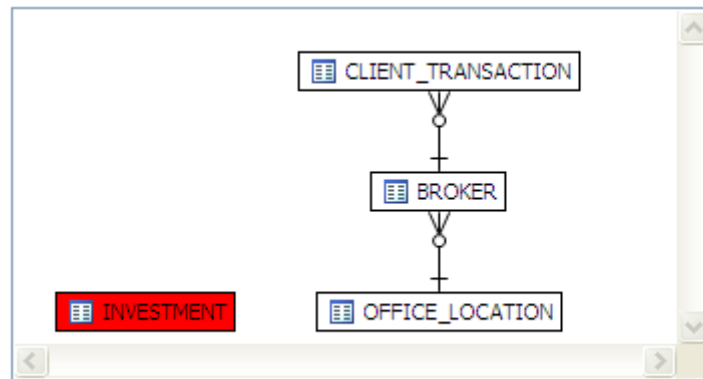 CLIENT_TRANSACTION
BROKER
INVESTMENT
OFFICE_LOCATION